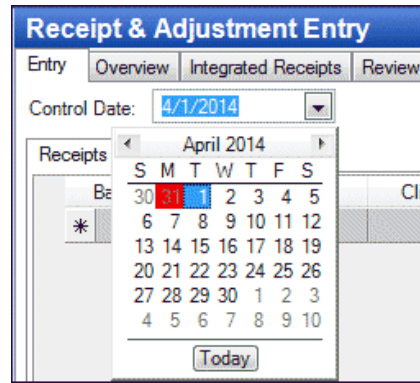 Receipt & Adjustment Entry
Entry Overview Integrated Receipts Review
Control Date: 4/1/2014
April 2014
Receipts
S M T W T F S
30 31 1 2 3 4 5
Ba Cl
6 7 8 9 10 11 12
13 14 15 16 17 18 19
20 21 22 23 24 25 26
27 28 29 30 1 2 3
4 5 6 7 8 9 10
Today